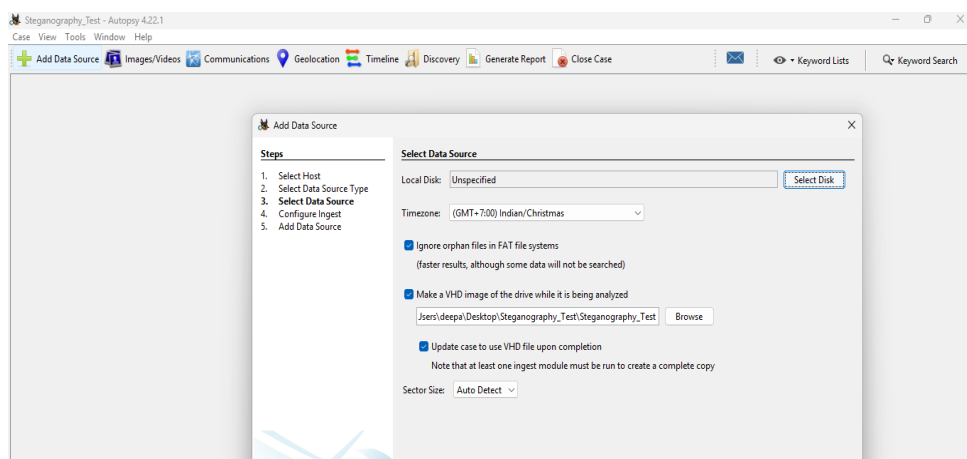 Steganography_Test - Autopsy 4.22.1
Case View Tools Window Help
Add Data Source Images/Videos Communications Geolocation Timeline Discovery Generate Report Close Case Keyword Lists Keyword Search
Add Data Source
Steps
1. Select Host
2. Select Data Source Type
3. Select Data Source
4. Configure Ingest
5. Add Data Source
Select Data Source
Local Disk: Unspecified Select Disk
Timezone: (GMT+7:00) Indian/Christmas
Ignore orphan files in FAT file systems
(faster results, although some data will not be searched)
Make a VHD image of the drive while it is being analyzed
Jsers\deepa\Desktop\Steganography_Test\Steganography_Test Browse
Update case to use VHD file upon completion
Note that at least one ingest module must be run to create a complete copy
Sector Size: Auto Detect